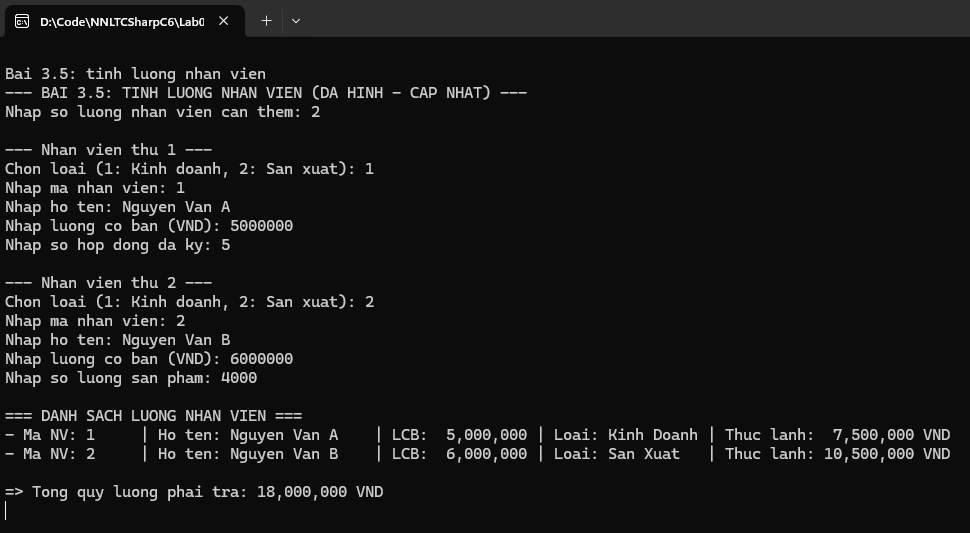 D:\Code\NNLTCSharpC6\Lab0
Bai 3.5: tinh luong nhan vien
--- BAI 3.5: TINH LUONG NHAN VIEN (DA HINH - CAP NHAT) ---
Nhap so luong nhan vien can them: 2
--- Nhan vien thu 1 ---
Chon loai (1: Kinh doanh, 2: San xuat): 1
Nhap ma nhan vien: 1
Nhap ho ten: Nguyen Van A
Nhap luong co ban (VND): 5000000
Nhap so hop dong da ky: 5
--- Nhan vien thu 2 ---
Chon loai (1: Kinh doanh, 2: San xuat): 2
Nhap ma nhan vien: 2
Nhap ho ten: Nguyen Van B
Nhap luong co ban (VND): 6000000
Nhap so luong san pham: 4000
=== DANH SACH LUONG NHAN VIEN ===
- Ma NV: 1     | Ho ten: Nguyen Van A    | LCB:  5,000,000 | Loai: Kinh Doanh | Thuc lanh:  7,500,000 VND
- Ma NV: 2     | Ho ten: Nguyen Van B    | LCB:  6,000,000 | Loai: San Xuat   | Thuc lanh: 10,500,000 VND
=> Tong quy luong phai tra: 18,000,000 VND